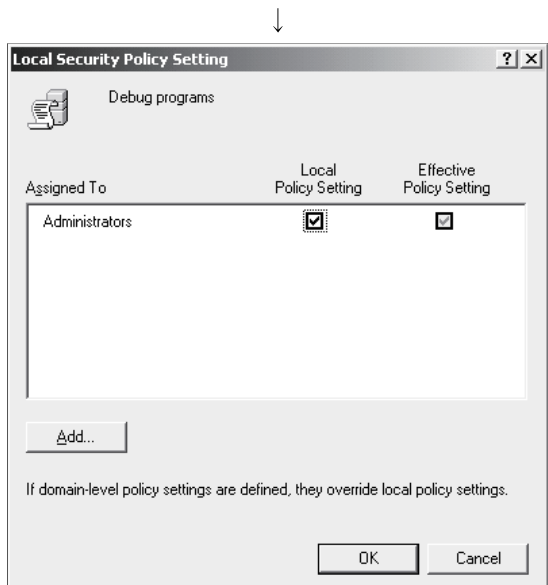 Local Security Policy Setting
Debug programs
Assigned To
Local
Policy Setting
Effective
Policy Setting
Administrators
Add...
If domain-level policy settings are defined, they override local policy settings.
OK
Cancel